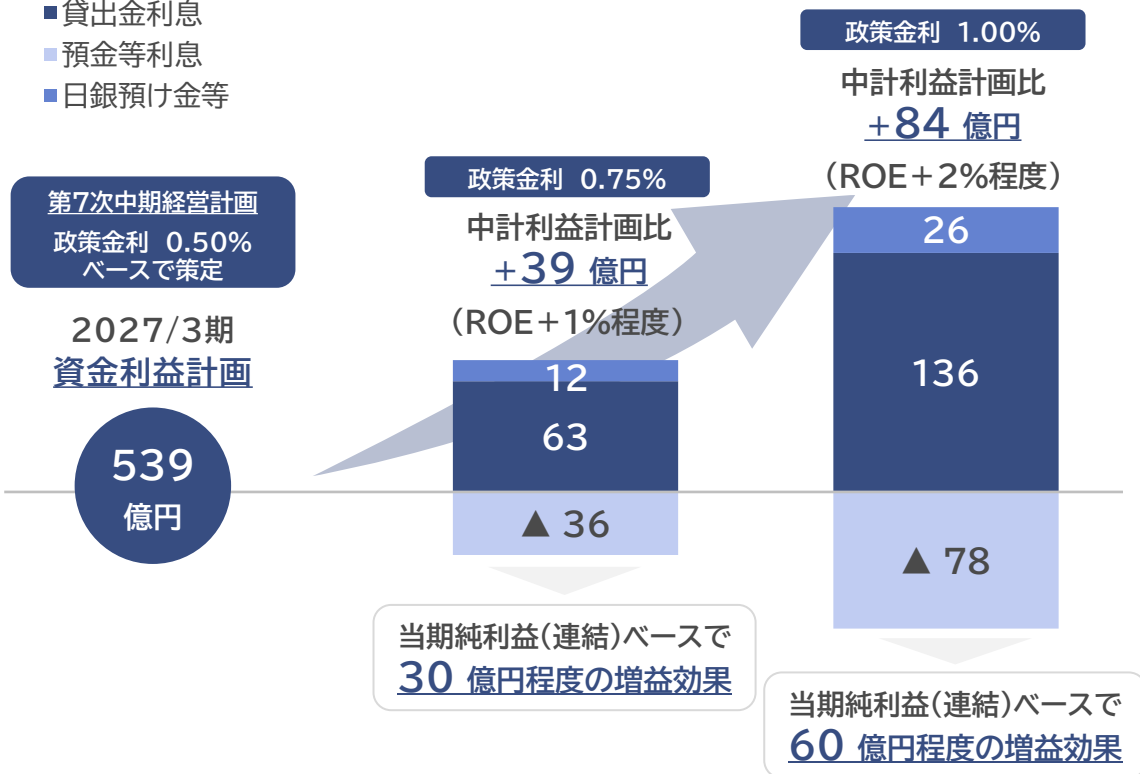 貸出金利息
預金等利息
日銀預け金等
第7次中期経営計画
政策金利 0.50%
ベースで策定
2027/3期
資金利益計画
539
億円
政策金利 0.75%
中計利益計画比
+39 億円
(ROE+1%程度)
12
63
▲ 36
当期純利益(連結)ベースで
30 億円程度の増益効果
政策金利 1.00%
中計利益計画比
+84 億円
(ROE+2%程度)
26
136
▲ 78
当期純利益(連結)ベースで
60 億円程度の増益効果